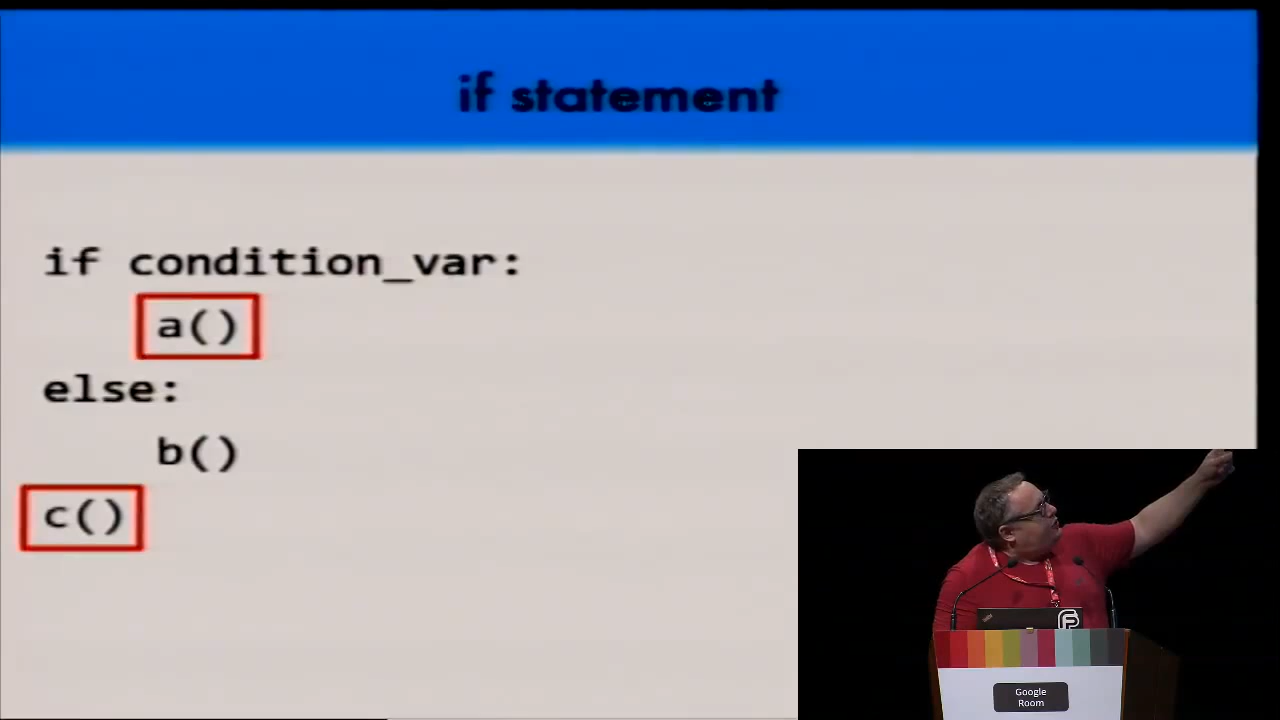 if statement
if condition_var:
a()
else:
b()
c()
Google
Room